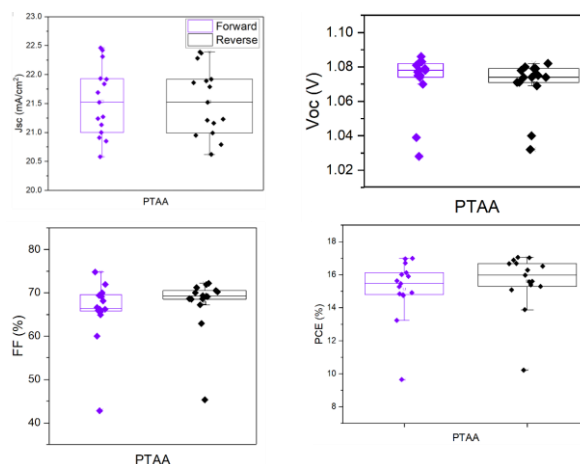 Forward
Reverse
Jsc (mA/cm²)
23.0
22.5
22.0
21.5
21.0
20.5
20.0
PTAA
Voc (V)
1.10
1.08
1.06
1.04
1.02
PTAA
FF (%)
80
70
60
50
40
PTAA
PCE (%)
18
16
14
12
10
8
PTAA